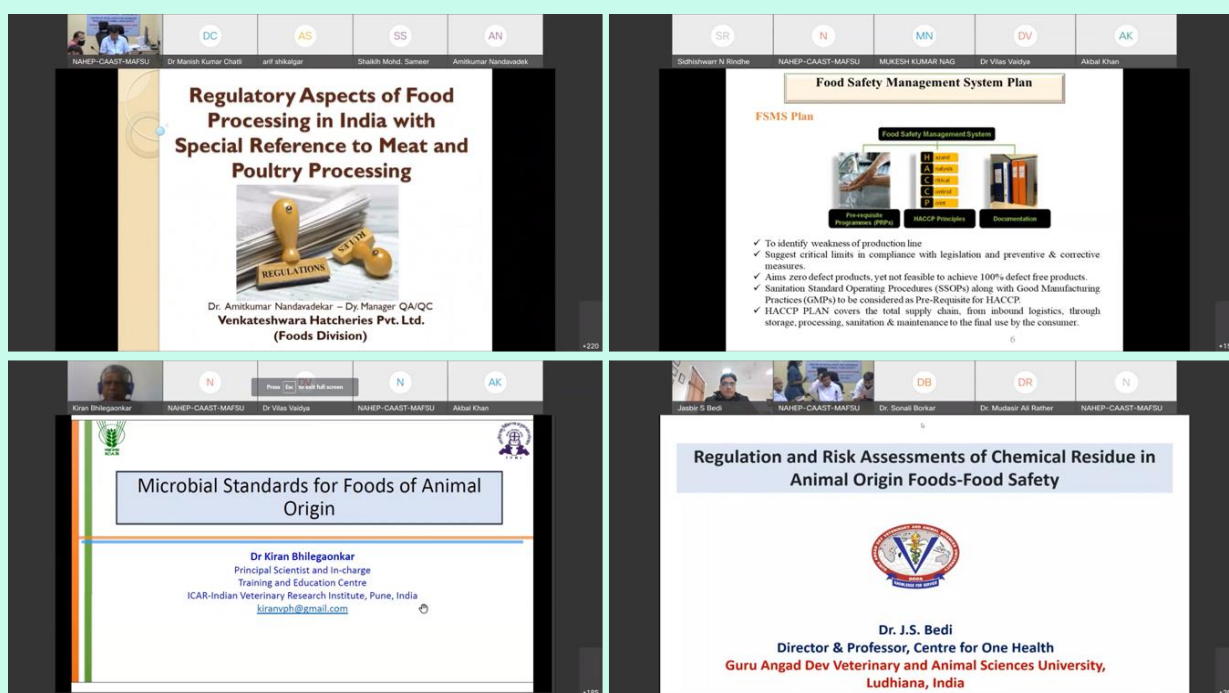 DC
AS
SS
AN
NAHEP-CAAST-MAFSU
Dr Manish Kumar Chatli
arif shikalgar
Shaikh Mohd. Sameer
Amitkumar Nandavadek
Regulatory Aspects of Food
Processing in India with
Special Reference to Meat and
Poultry Processing
REGULATIONS
RULES
Dr. Amitkumar Nandavadekar – Dy. Manager QA/QC
Venkateshwara Hatcheries Pvt. Ltd.
(Foods Division)
+220
SR
N
MN
DV
AK
Sidhishwarr N Rindhe
NAHEP-CAAST-MAFSU
MUKESH KUMAR NAG
Dr Vilas Vaidya
Akbal Khan
Food Safety Management System Plan
FSMS Plan
Food Safety Management System
H azard
A nalysis
C ritical
C ontrol
P oint
Pre-requisite
Programmes (PRPs)
HACCP Principles
Documentation
✓ To identify weakness of production line
✓ Suggest critical limits in compliance with legislation and preventive & corrective
measures.
✓ Aims zero defect products, yet not feasible to achieve 100% defect free products.
✓ Sanitation Standard Operating Procedures (SSOPs) along with Good Manufacturing
Practices (GMPs) to be considered as Pre-Requisite for HACCP.
✓ HACCP PLAN covers the total supply chain, from inbound logistics, through
storage, processing, sanitation & maintenance to the final use by the consumer.
6
N
Press Esc to exit full screen
N
AK
Kiran Bhilegaonkar
NAHEP-CAAST-MAFSU
Dr Vilas Vaidya
NAHEP-CAAST-MAFSU
Akbal Khan
Microbial Standards for Foods of Animal
Origin
Dr Kiran Bhilegaonkar
Principal Scientist and In-charge
Training and Education Centre
ICAR-Indian Veterinary Research Institute, Pune, India
kiranvph@gmail.com
+185
DB
DR
N
Jasbir S Bedi
NAHEP-CAAST-MAFSU
Dr. Sonali Borkar
Dr. Mudasir Ali Rather
NAHEP-CAAST-MAFSU
Regulation and Risk Assessments of Chemical Residue in
Animal Origin Foods-Food Safety
Dr. J.S. Bedi
Director & Professor, Centre for One Health
Guru Angad Dev Veterinary and Animal Sciences University,
Ludhiana, India